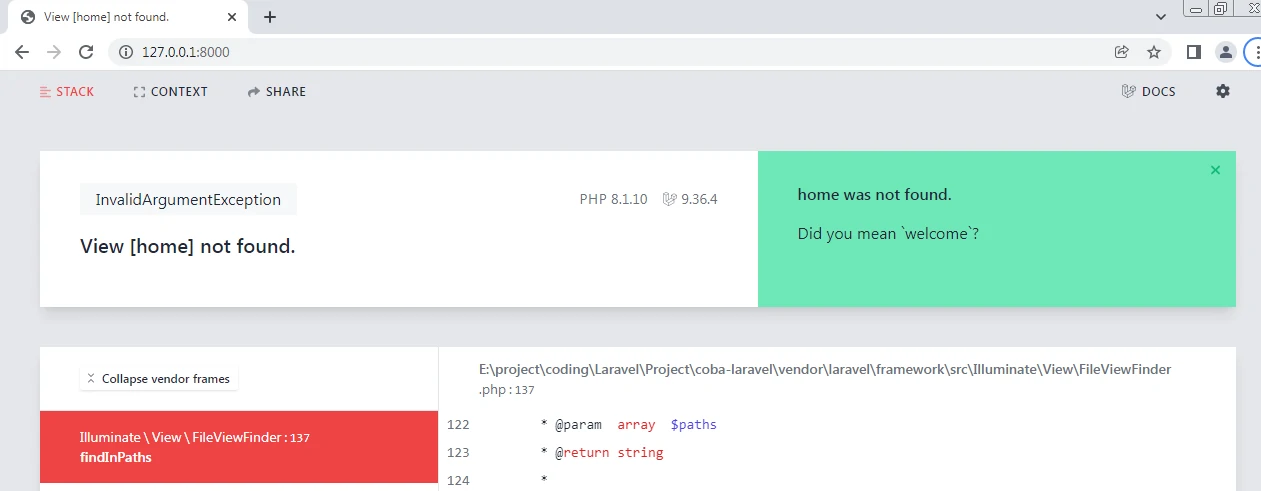 View [home] not found.
127.0.0.1:8000
STACK CONTEXT SHARE DOCS
InvalidArgumentException PHP 8.1.10 9.36.4
View [home] not found.
home was not found.
Did you mean `welcome`?
Collapse vendor frames
Illuminate \ View \ FileViewFinder : 137
findInPaths
E:\project\coding\Laravel\Project\coba-laravel\vendor\laravel\framework\src\Illuminate\View\FileViewFinder
.php : 137
122 * @param array $paths
123 * @return string
124 *